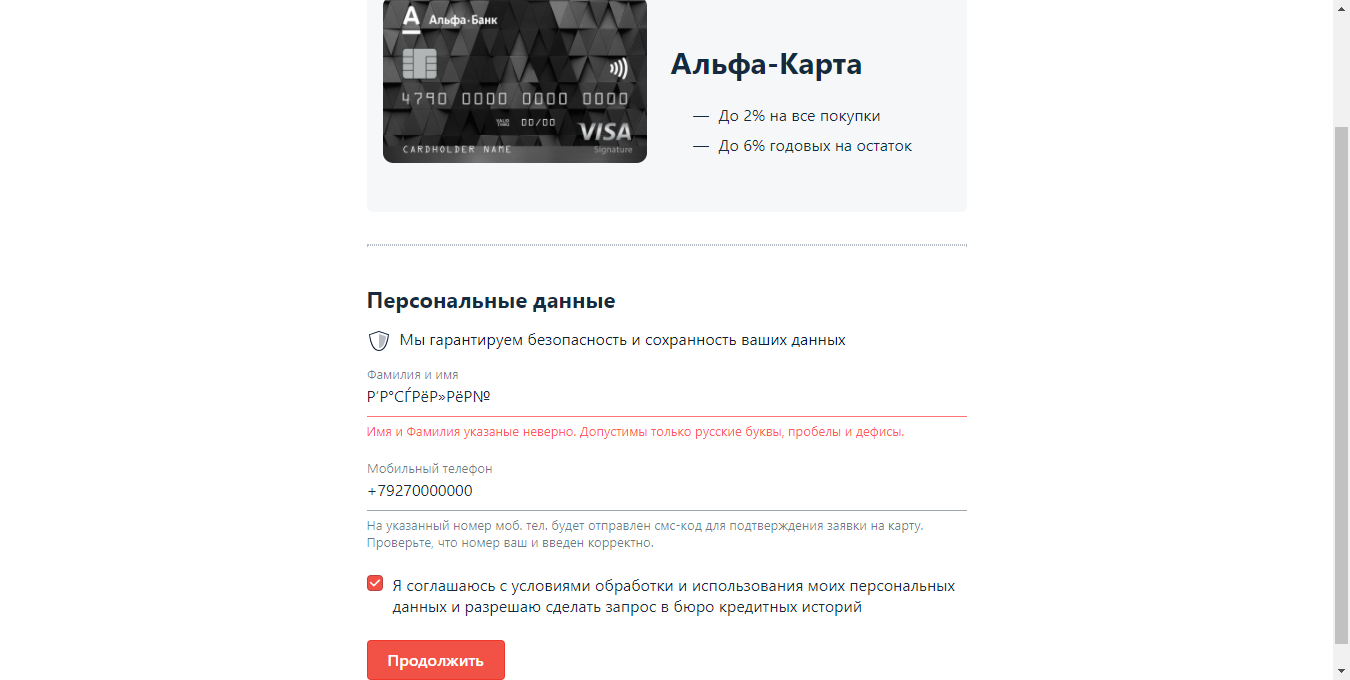 Альфа·Банк
4790 0000 0000 0000
VALID THRU 00/00
VISA
CARDHOLDER NAME Signature
Альфа-Карта
— До 2% на все покупки
— До 6% годовых на остаток
Персональные данные
Мы гарантируем безопасность и сохранность ваших данных
Фамилия и имя
Р’Р°СЃРёР»РёР№
Имя и Фамилия указаные неверно. Допустимы только русские буквы, пробелы и дефисы.
Мобильный телефон
+79270000000
На указанный номер моб. тел. будет отправлен смс-код для подтверждения заявки на карту.
Проверьте, что номер ваш и введен корректно.
Я соглашаюсь с условиями обработки и использования моих персональных
данных и разрешаю сделать запрос в бюро кредитных историй
Продолжить